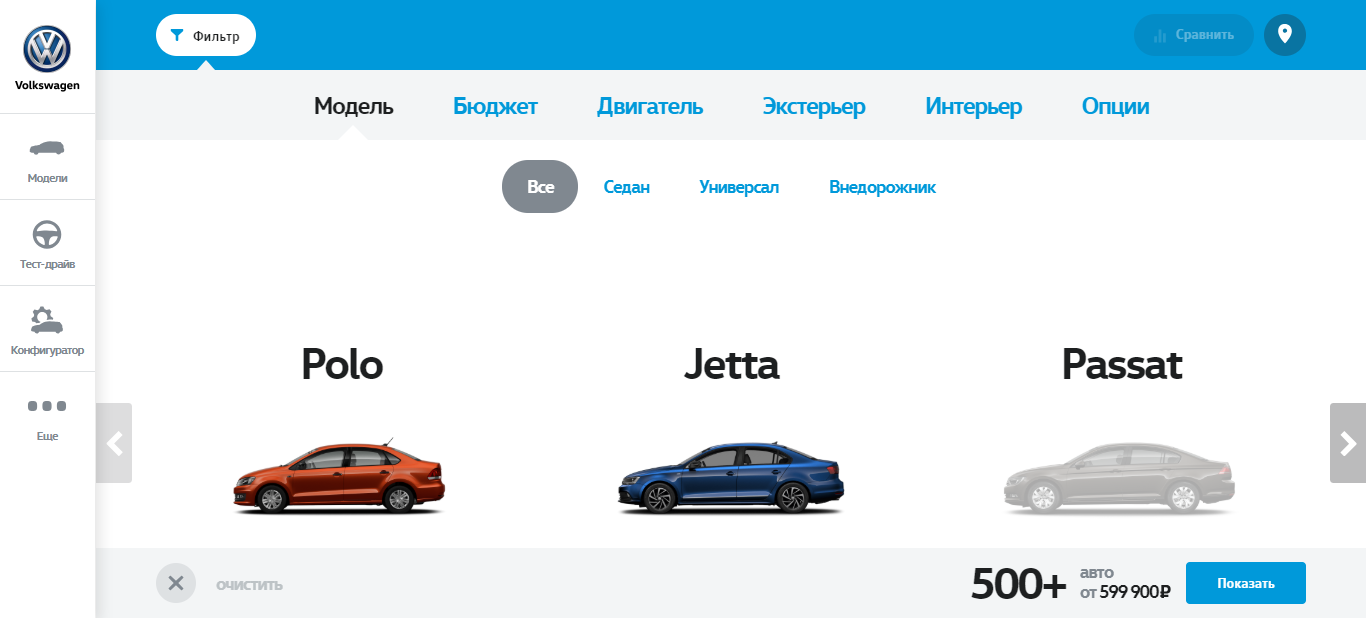 Volkswagen
Модели
Тест-драйв
Конфигуратор
Еще
Фильтр
Сравнить
Модель Бюджет Двигатель Экстерьер Интерьер Опции
Все Седан Универсал Внедорожник
Polo Jetta Passat
очистить
500+
авто
от 599 900₽
Показать